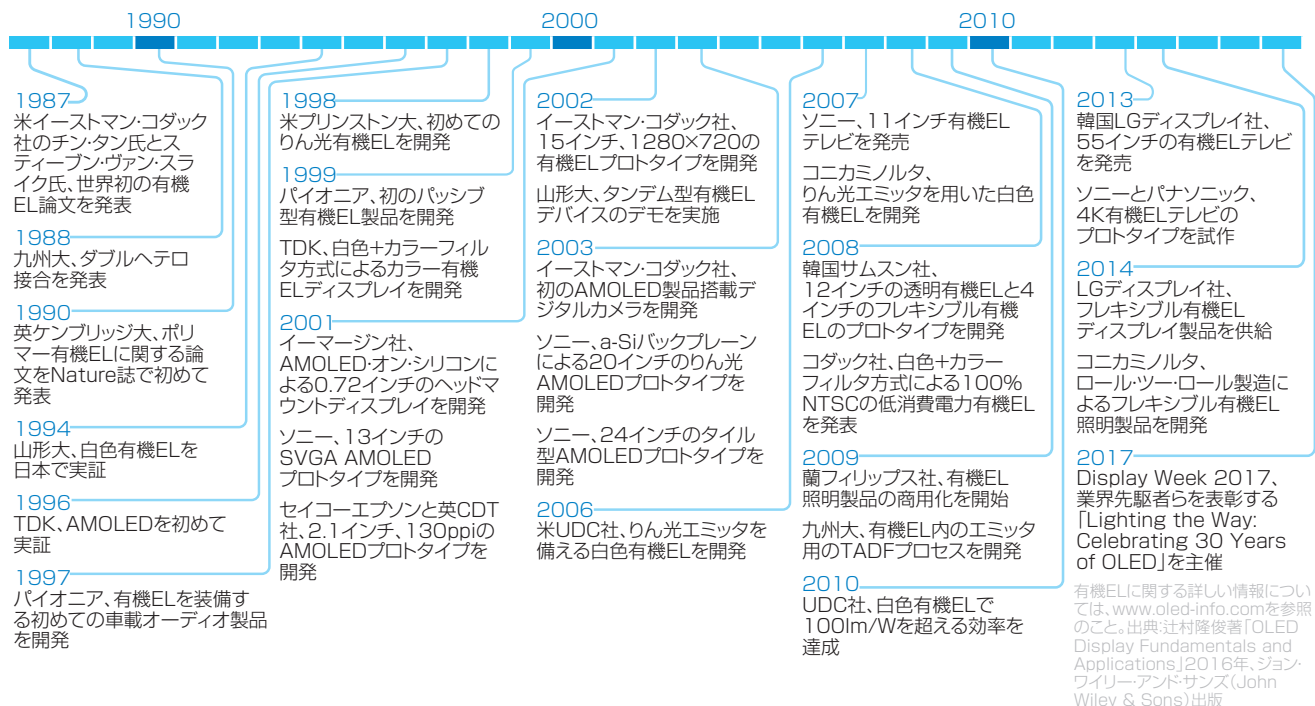 1990
2000
2010
1987
米イーストマン・コダック
社のチン・タン氏とス
ティーブン・ヴァン・スラ
イク氏、世界初の有機
EL論文を発表
1988
九州大、ダブルヘテロ
接合を発表
1990
英ケンブリッジ大、ポリ
マー有機ELに関する論
文をNature誌で初めて
発表
1994
山形大、白色有機ELを
日本で実証
1996
TDK、AMOLEDを初めて
実証
1997
パイオニア、有機ELを装備す
る初めての車載オーディオ製品
を開発
1998
米プリンストン大、初めての
りん光有機ELを開発
1999
パイオニア、初のパッシブ
型有機EL製品を開発
TDK、白色+カラーフィル
タ方式によるカラー有機
ELディスプレイを開発
2001
イーマージン社、
AMOLED・オン・シリコンに
よる0.72インチのヘッドマ
ウントディスプレイを開発
ソニー、13インチの
SVGA AMOLED
プロトタイプを開発
セイコーエプソンと英CDT
社、2.1インチ、130ppiの
AMOLEDプロトタイプを
開発
2002
イーストマン・コダック社、
15インチ、1280×720の
有機ELプロトタイプを開発
山形大、タンデム型有機EL
デバイスのデモを実施
2003
イーストマン・コダック社、
初のAMOLED製品搭載デ
ジタルカメラを開発
ソニー、a-Siバックプレーン
による20インチのりん光
AMOLEDプロトタイプを
開発
ソニー、24インチのタイル
型AMOLEDプロトタイプを
開発
2006
米UDC社、りん光エミッタを
備える白色有機ELを開発
2007
ソニー、11インチ有機EL
テレビを発売
コニカミノルタ、
りん光エミッタを用いた白色
有機ELを開発
2008
韓国サムスン社、
12インチの透明有機ELと4
インチのフレキシブル有機
ELのプロトタイプを開発
コダック社、白色+カラー
フィルタ方式による100%
NTSCの低消費電力有機EL
を発表
2009
蘭フィリップス社、有機EL
照明製品の商用化を開始
九州大、有機EL内のエミッタ
用のTADFプロセスを開発
2010
UDC社、白色有機ELで
100lm/Wを超える効率を
達成
2013
韓国LGディスプレイ社、
55インチの有機ELテレビ
を発売
ソニーとパナソニック、
4K有機ELテレビの
プロトタイプを試作
2014
LGディスプレイ社、
フレキシブル有機EL
ディスプレイ製品を供給
コニカミノルタ、
ロール・ツー・ロール製造に
よるフレキシブル有機EL
照明製品を開発
2017
Display Week 2017、
業界先駆者らを表彰する
「Lighting the Way:
Celebrating 30 Years
of OLED」を主催
有機ELに関する詳しい情報につい
ては、www.oled-info.comを参照
のこと。出典:辻村隆俊著「OLED
Display Fundamentals and
Applications」2016年、ジョン・
ワイリー・アンド・サンズ(John
Wiley & Sons)出版